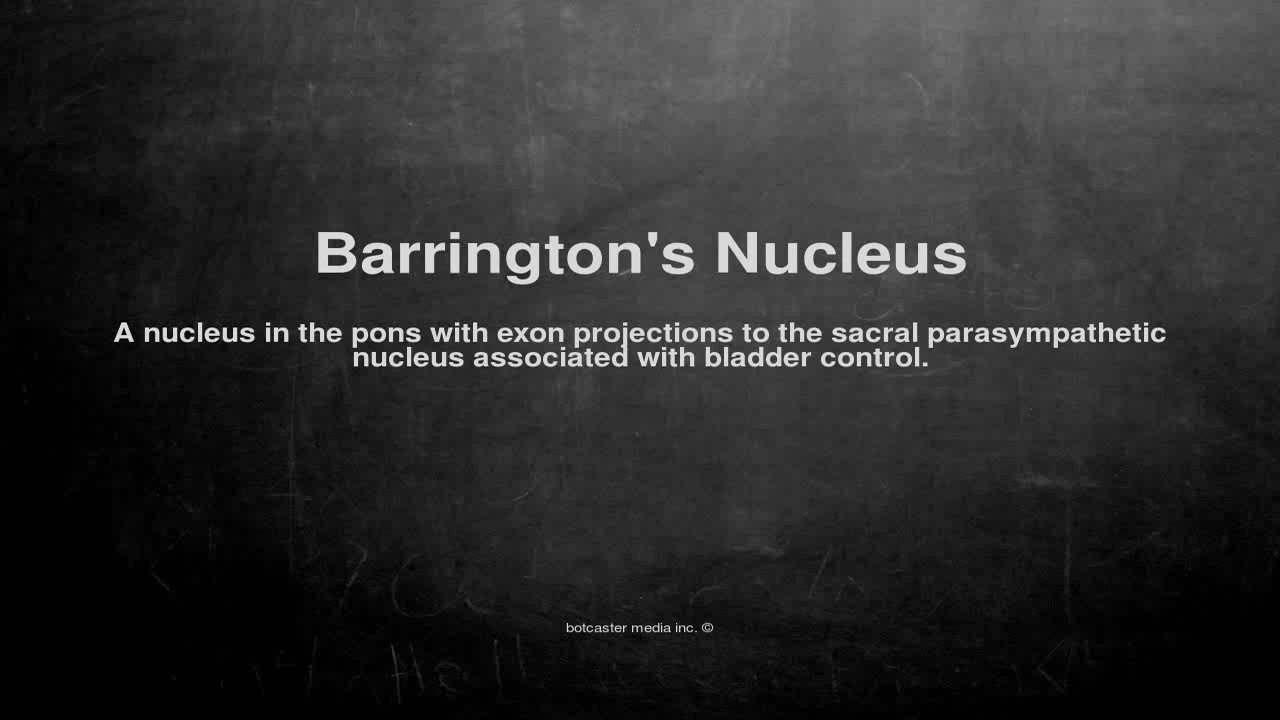 Barrington's Nucleus
A nucleus in the pons with exon projections to the sacral parasympathetic
nucleus associated with bladder control.
botcaster media inc. ©